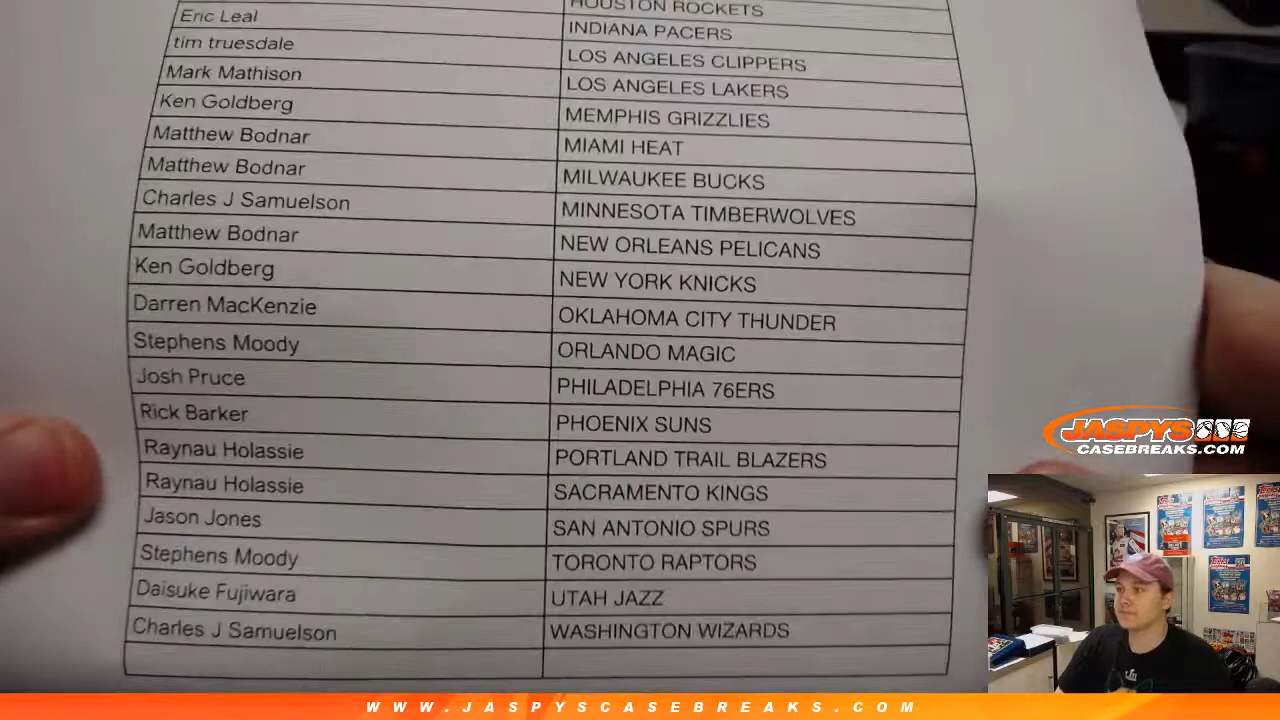 HOUSTON ROCKETS
Eric Leal INDIANA PACERS
tim truesdale LOS ANGELES CLIPPERS
Mark Mathison LOS ANGELES LAKERS
Ken Goldberg MEMPHIS GRIZZLIES
Matthew Bodnar MIAMI HEAT
Matthew Bodnar MILWAUKEE BUCKS
Charles J Samuelson MINNESOTA TIMBERWOLVES
Matthew Bodnar NEW ORLEANS PELICANS
Ken Goldberg NEW YORK KNICKS
Darren MacKenzie OKLAHOMA CITY THUNDER
Stephens Moody ORLANDO MAGIC
Josh Pruce PHILADELPHIA 76ERS
Rick Barker PHOENIX SUNS
Raynau Holassie PORTLAND TRAIL BLAZERS
Raynau Holassie SACRAMENTO KINGS
Jason Jones SAN ANTONIO SPURS
Stephens Moody TORONTO RAPTORS
Daisuke Fujiwara UTAH JAZZ
Charles J Samuelson WASHINGTON WIZARDS
JASPYS
CASEBREAKS.COM
WWW.JASPYSCASEBREAKS.COM